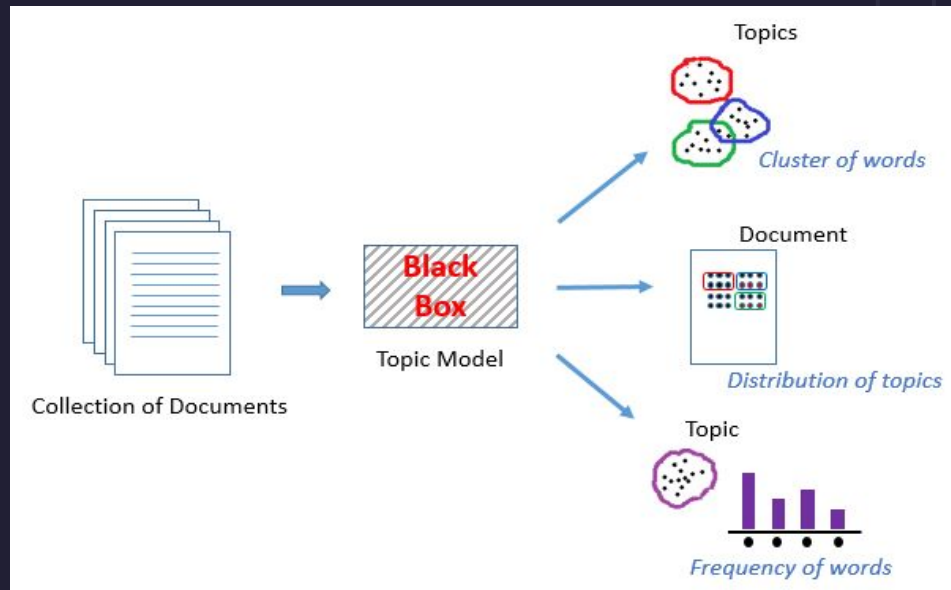 Topics
Cluster of words
Document
Black
Box
Topic Model
Distribution of topics
Collection of Documents
Topic
Frequency of words